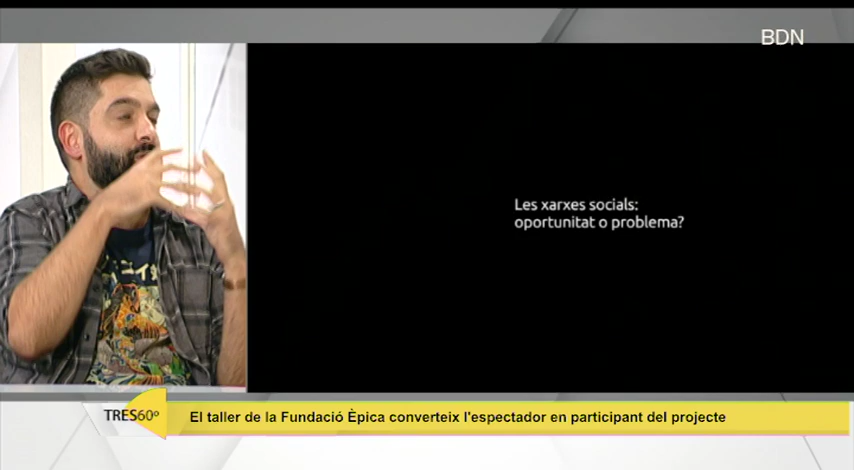 BDN
Les xarxes socials:
oportunitat o problema?
TRES60º
El taller de la Fundació Èpica converteix l'espectador en participant del projecte